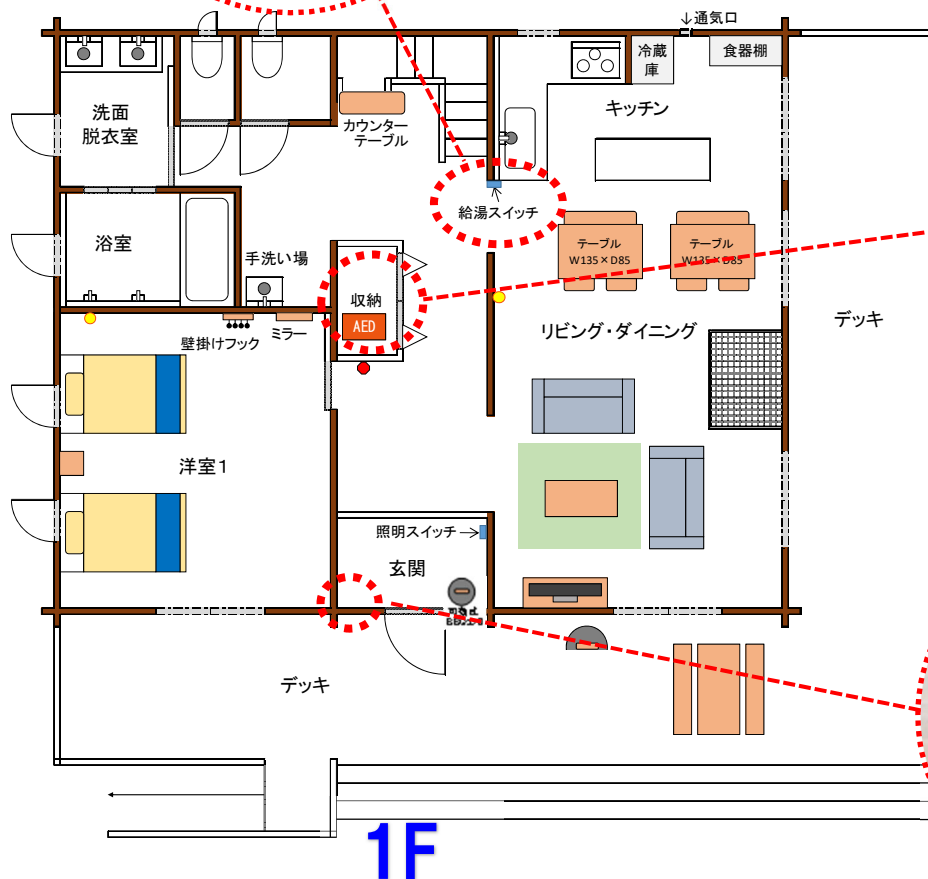 ↓通気口
冷蔵
庫
食器棚
キッチン
洗面
脱衣室
カウンター
テーブル
給湯スイッチ
浴室
手洗い場
テーブル
W135×D85
テーブル
W135×D85
収納
AED
リビング・ダイニング
デッキ
壁掛けフック
ミラー
洋室1
照明スイッチ→
玄関
デッキ
1F